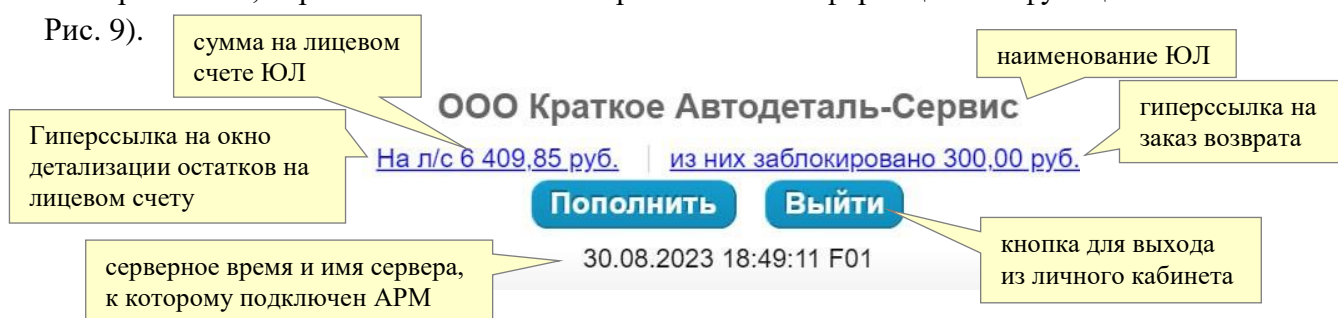 Рис. 9).
сумма на лицевом
счете ЮЛ
наименование ЮЛ
ООО Краткое Автодеталь-Сервис
гиперссылка на
заказ возврата
Гиперссылка на окно
детализации остатков на
лицевом счету
На л/с 6 409,85 руб. из них заблокировано 300,00 руб.
Пополнить Выйти
30.08.2023 18:49:11 F01
серверное время и имя сервера,
к которому подключен АРМ
кнопка для выхода
из личного кабинета